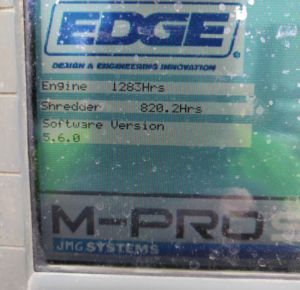 EDGE
DESIGN & ENGINEERING INNOVATION
Engine 1283Hrs
Shredder 820.2Hrs
Software Version
5.6.0
M-PROS
JMG SYSTEMS